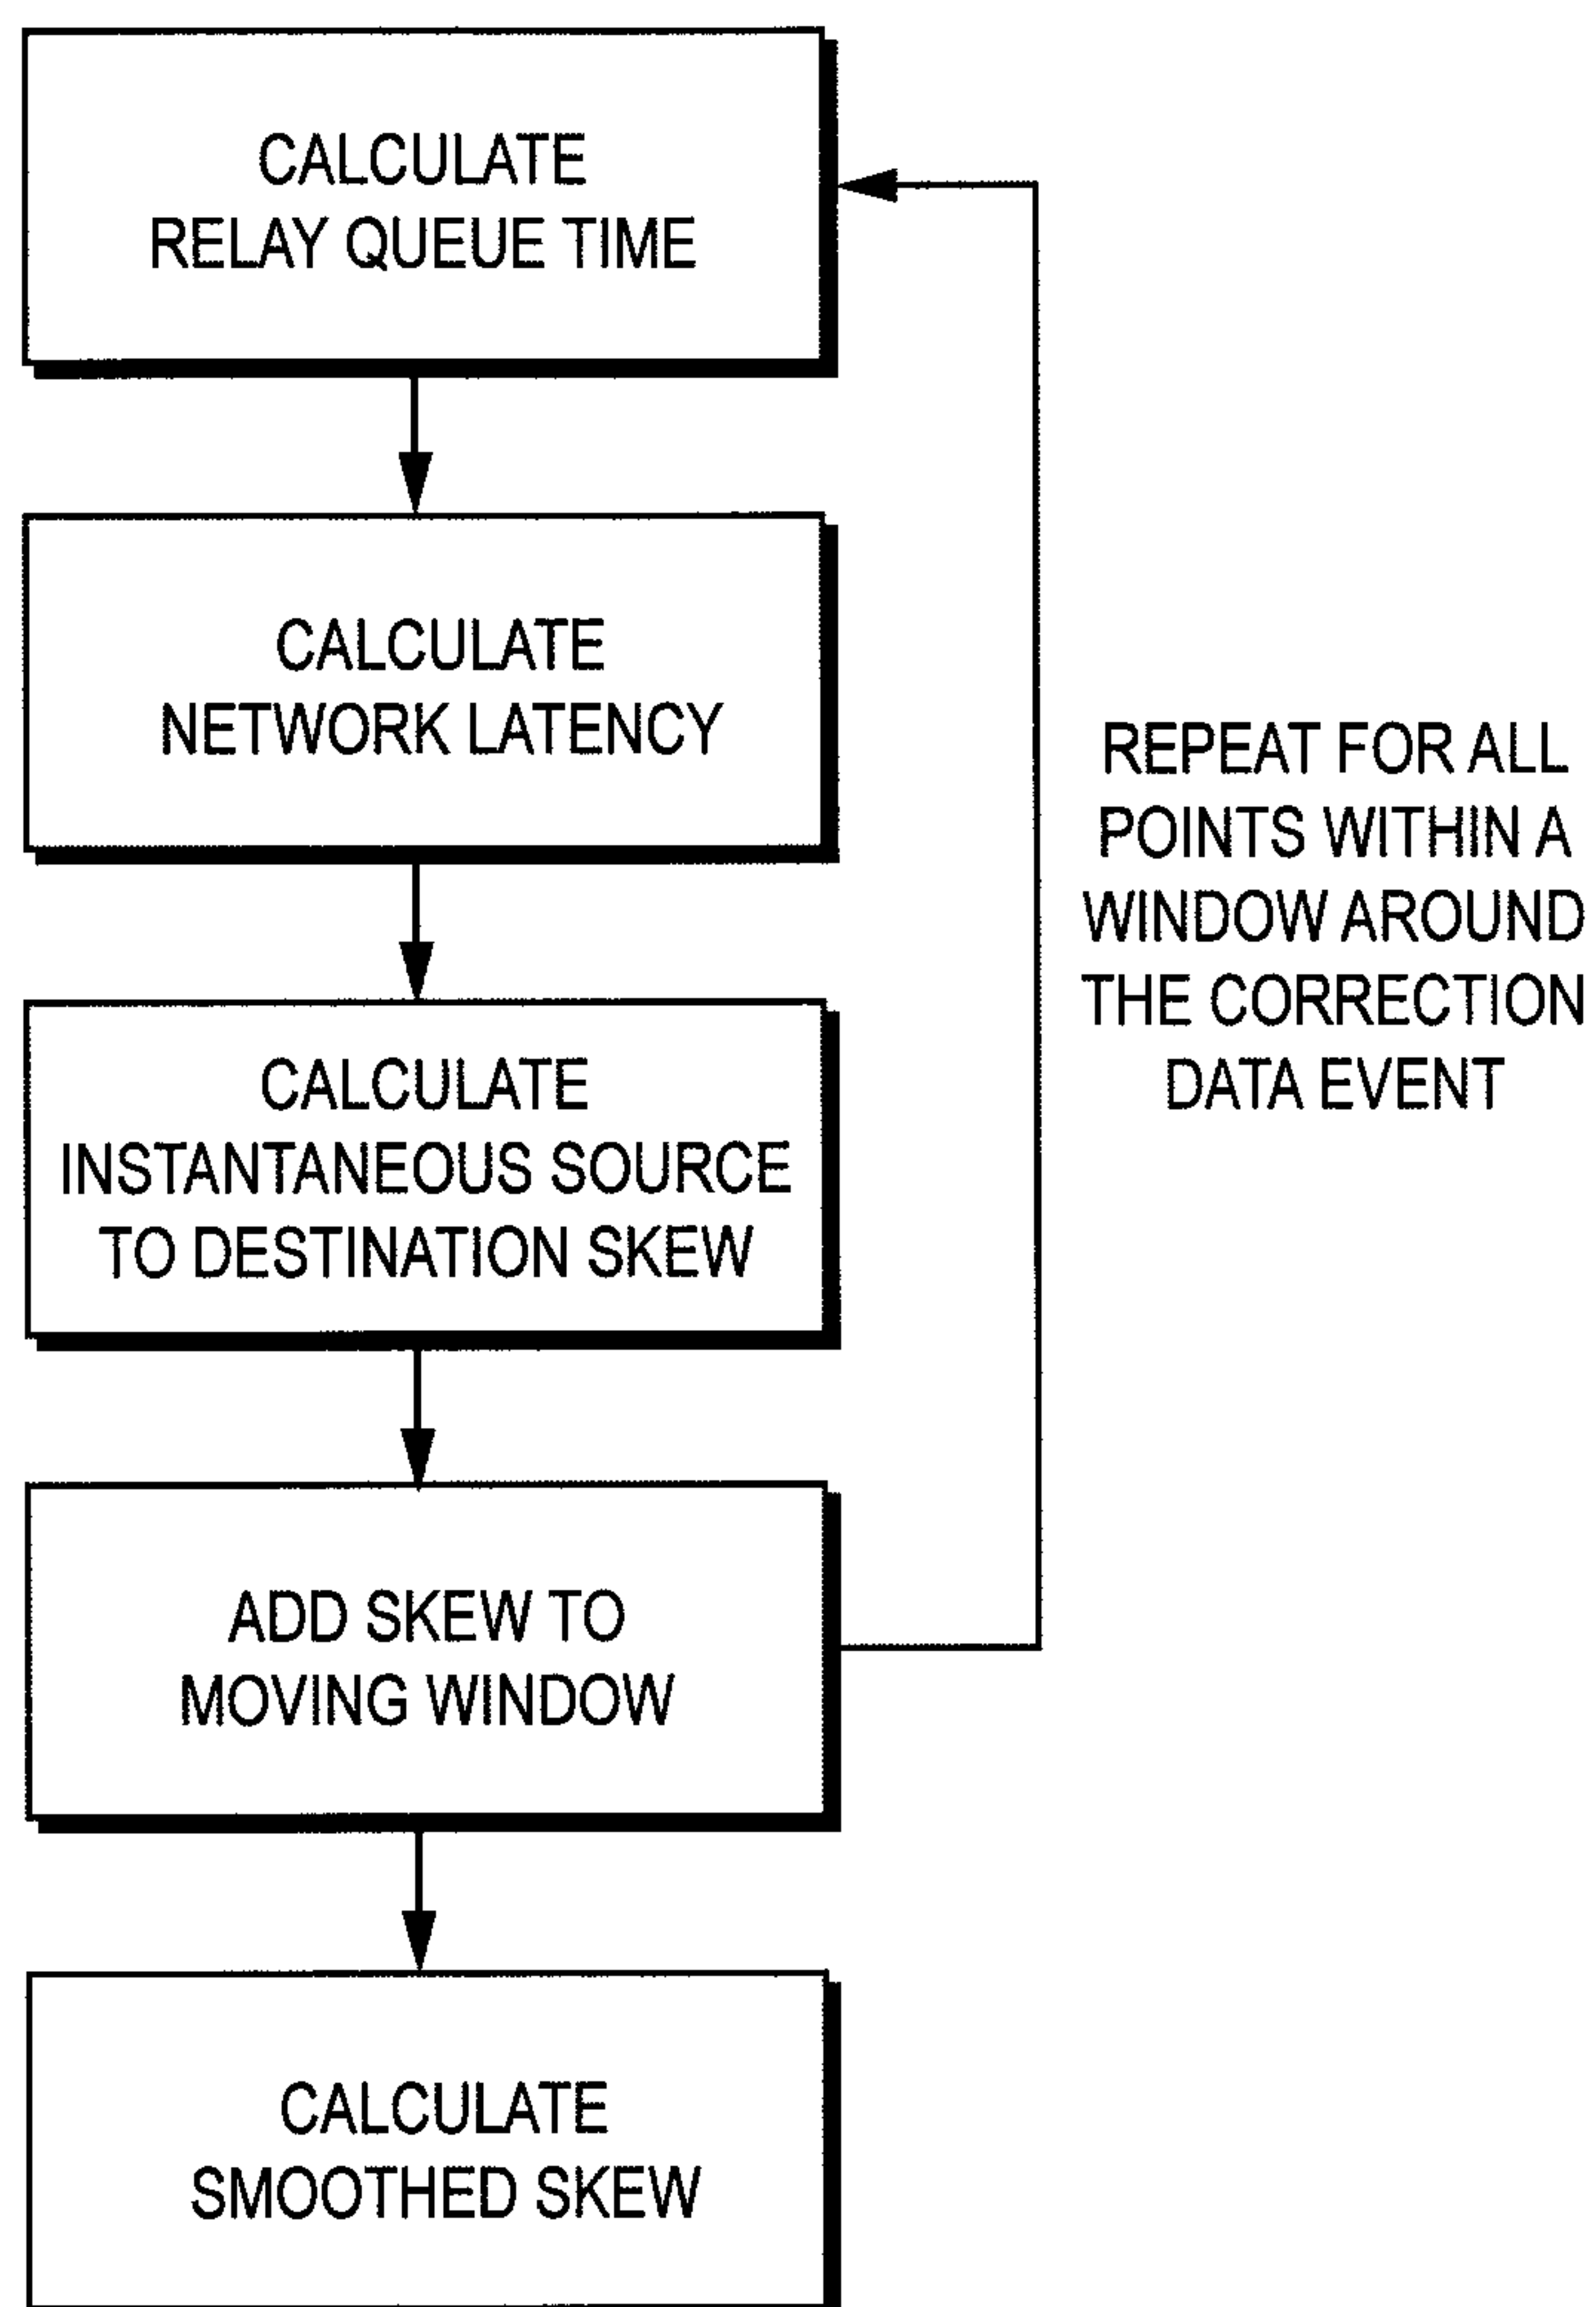 CALCULATE
RELAY QUEUE TIME
CALCULATE
NETWORK LATENCY
CALCULATE
INSTANTANEOUS SOURCE
TO DESTINATION SKEW
ADD SKEW TO
MOVING WINDOW
CALCULATE
SMOOTHED SKEW
REPEAT FOR ALL
POINTS WITHIN A
WINDOW AROUND
THE CORRECTION
DATA EVENT